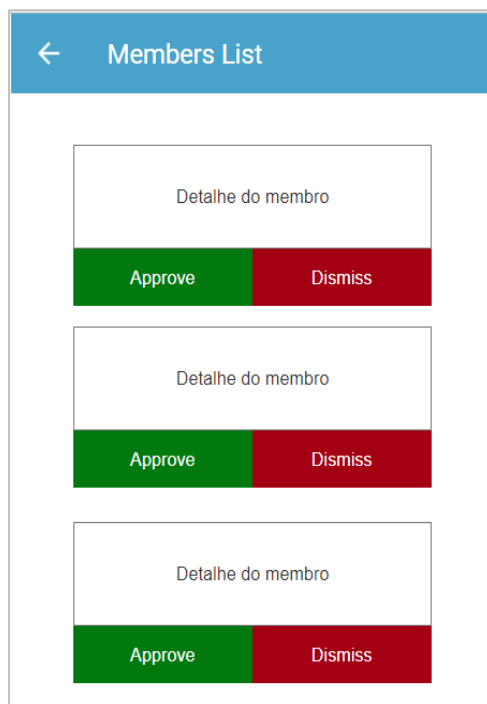 Members List
Detalhe do membro
Approve Dismiss
Detalhe do membro
Approve Dismiss
Detalhe do membro
Approve Dismiss